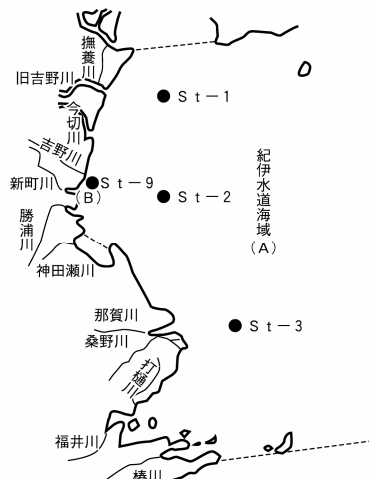 撫養川
旧吉野川
St－1
今切川
吉野川
紀伊水道海域
（A）
新町川
St－9
（B）
St－2
勝浦川
神田瀬川
那賀川
St－3
桑野川
打樋川
福井川
椿川